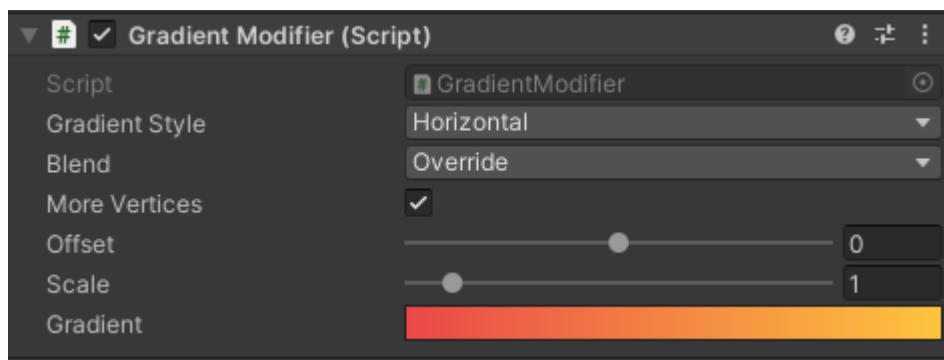 Gradient Modifier (Script)
Script GradientModifier
Gradient Style Horizontal
Blend Override
More Vertices
Offset 0
Scale 1
Gradient